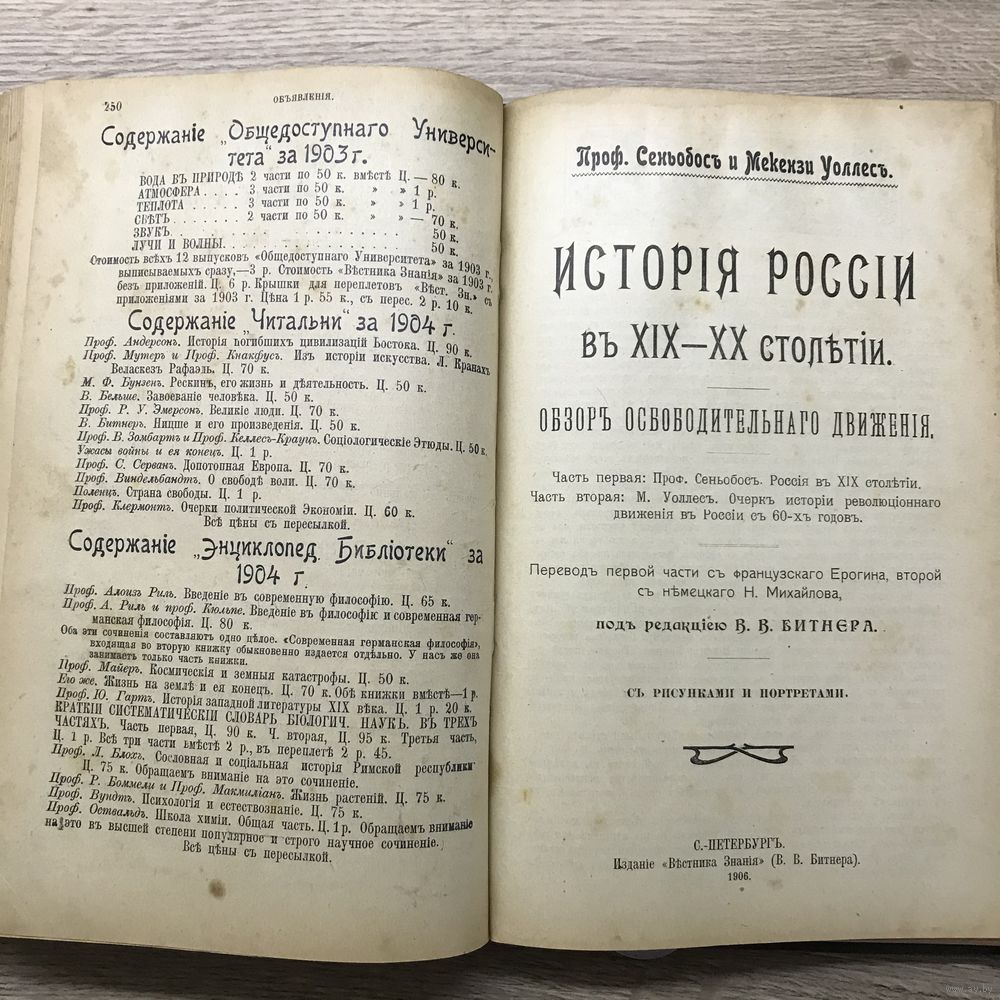 250
ОБЪЯВЛЕНІЯ.
Содержаніе „Общедоступнаго Универси-
тета“ за 1903 г.
ВОДА ВЪ ПРИРОДѢ 2 части по 50 к. вмѣстѣ Ц. — 80 к.
АТМОСФЕРА . . . . 3 части по 50 к. » » 1 р.
ТЕПЛОТА . . . . . 3 части по 50 к. » » 1 р.
СВѢТЪ . . . . . . . 2 части по 50 к. » » — 70 к.
ЗВУКЪ . . . . . . . . . . . . . . . . 50 к.
ЛУЧИ И ВОЛНЫ. . . . . . . . . . . . . . 50 к.
Стоимость всѣхъ 12 выпусковъ «Общедоступнаго Университета» за 1903 г.,
выписываемыхъ сразу,—3 р. Стоимость «Вѣстника Знанія» за 1903 г.
безъ приложеній. Ц. 6 р. Крышки для переплетовъ «Вѣст. Зн.» съ
приложеніями за 1903 г. Цѣна 1 р. 55 к., съ перес. 2 р. 10 к.
Содержаніе „Читальни“ за 1904 г.
Проф. Андерсонъ. Исторія погибшихъ цивилизацій Востока. Ц. 90 к.
Проф. Мутеръ и Проф. Кнакфусъ. Изъ исторіи искусства. Л. Кранахъ
Веласкезъ Рафаэль. Ц. 70 к.
М. Ф. Бунзенъ. Рескинъ, его жизнь и дѣятельность. Ц. 50 к.
В. Бельше. Завоеваніе человѣка. Ц. 50 к.
Проф. Р. У. Эмерсонъ. Великіе люди. Ц. 70 к.
В. Битнеръ. Ницше и его произведенія. Ц. 50 к.
Проф. В. Зомбартъ и Проф. Келлесъ-Крауцъ. Соціологическіе Этюды. Ц. 50 к.
Ужасы войны и ея конецъ. Ц. 1 р.
Проф. С. Серванъ. Допотопная Европа. Ц. 70 к.
Проф. Виндельбандтъ. О свободѣ воли. Ц. 70 к.
Поленцъ. Страна свободы. Ц. 1 р.
Проф. Клермонтъ. Очерки политической Экономіи. Ц. 60 к.
Всѣ цѣны съ пересылкой.
Содержаніе „Энциклопед. Библіотеки“ за
1904 г.
Проф. Алоизъ Риль. Введеніе въ современную философію. Ц. 65 к.
Проф. А. Риль и проф. Кюльпе. Введеніе въ философію и современная гер-
манская философія. Ц. 80 к.
Оба эти сочиненія составляютъ одно цѣлое. «Современная германская философія»,
входящая во вторую книжку обыкновенно издается отдѣльно. У насъ же она
занимаетъ только часть книжки.
Проф. Майеръ. Космическія и земныя катастрофы. Ц. 50 к.
Его же. Жизнь на землѣ и ея конецъ. Ц. 70 к. Обѣ книжки вмѣстѣ—1 р.
Проф. Ю. Гартъ. Исторія западной литературы XIX вѣка. Ц. 1 р. 20 к.
КРАТКІЙ СИСТЕМАТИЧЕСКІЙ СЛОВАРЬ БІОЛОГИЧ. НАУКЪ. ВЪ ТРЕХЪ
ЧАСТЯХЪ. Часть первая, Ц. 90 к. Ч. вторая, Ц. 95 к. Третья часть,
Ц. 1 р. Всѣ три части вмѣстѣ 2 р., въ переплетѣ 2 р. 45.
Проф. Л. Блохъ. Сословная и соціальная исторія Римской республики
Ц. 75 к. Обращаемъ вниманіе на это сочиненіе.
Проф. Р. Боммели и Проф. Макмиліанъ. Жизнь растеній. Ц. 75 к.
Проф. Вундтъ. Психологія и естествознаніе. Ц. 75 к.
Проф. Оствальдъ. Школа химіи. Общая часть. Ц. 1 р. Обращаемъ вниманіе
на это въ высшей степени популярное и строго научное сочиненіе.
Всѣ цѣны съ пересылкой.
Проф. Сеньобосъ и Мекензи Уоллесъ.
ИСТОРІЯ РОССІИ
въ XIX—XX столѣтіи.
ОБЗОРЪ ОСВОБОДИТЕЛЬНАГО ДВИЖЕНІЯ.
Часть первая: Проф. Сеньобосъ. Россія въ XIX столѣтіи.
Часть вторая: М. Уоллесъ. Очеркъ исторіи революціоннаго
движенія въ Россіи съ 60-хъ годовъ.
Переводъ первой части съ французскаго Ерогина, второй
съ нѣмецкаго Н. Михайлова,
подъ редакціею В. В. БИТНЕРА.
СЪ РИСУНКАМИ И ПОРТРЕТАМИ.
С.-ПЕТЕРБУРГЪ.
Изданіе «Вѣстника Знанія» (В. В. Битнера).
1906.
www.ay.by